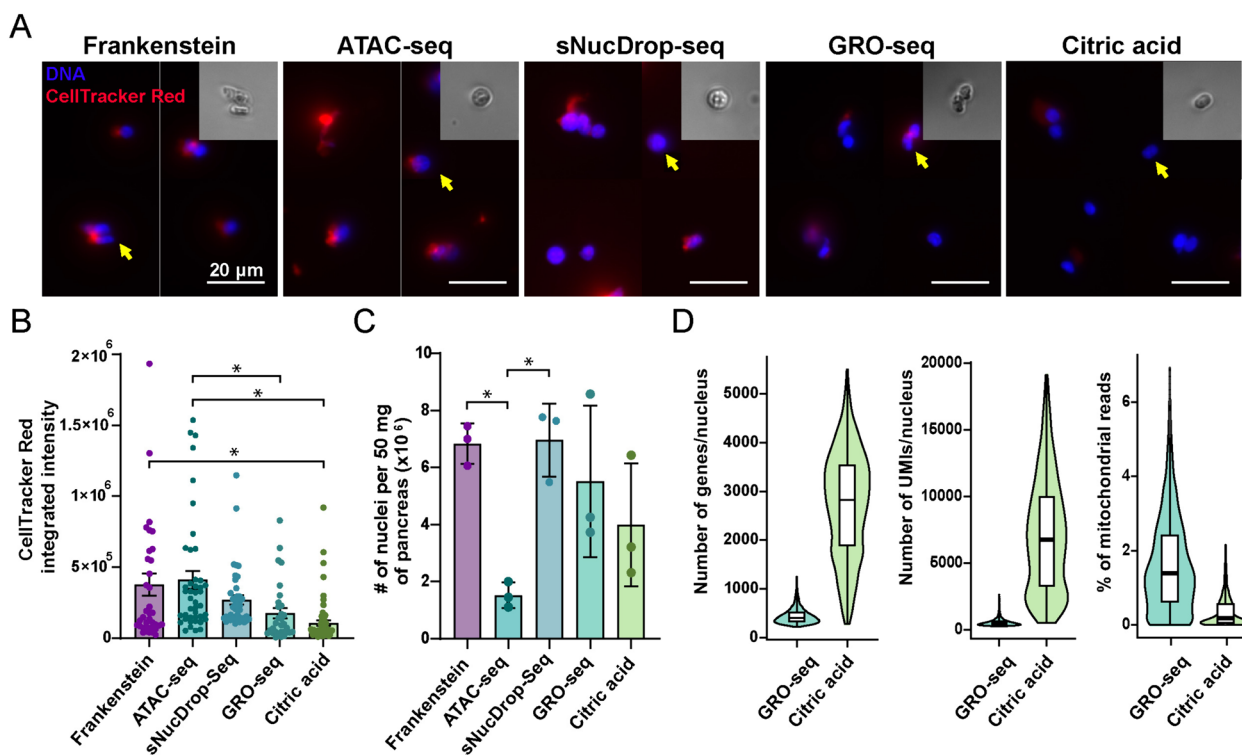 A
Frankenstein
ATAC-seq
sNucDrop-seq
GRO-seq
Citric acid
DNA
CellTracker Red
20 µm
B
CellTracker Red
integrated intensity
2×10⁶
1.5×10⁶
1×10⁶
5×10⁵
0
*
*
*
Frankenstein
ATAC-seq
sNucDrop-Seq
GRO-seq
Citric acid
C
# of nuclei per 50 mg
of pancreas (x10⁶)
10
8
6
4
2
0
*
*
Frankenstein
ATAC-seq
sNucDrop-Seq
GRO-seq
Citric acid
D
Number of genes/nucleus
5000
4000
3000
2000
1000
0
GRO-seq
Citric acid
Number of UMIs/nucleus
20000
15000
10000
5000
0
GRO-seq
Citric acid
% of mitochondrial reads
6
4
2
0
GRO-seq
Citric acid